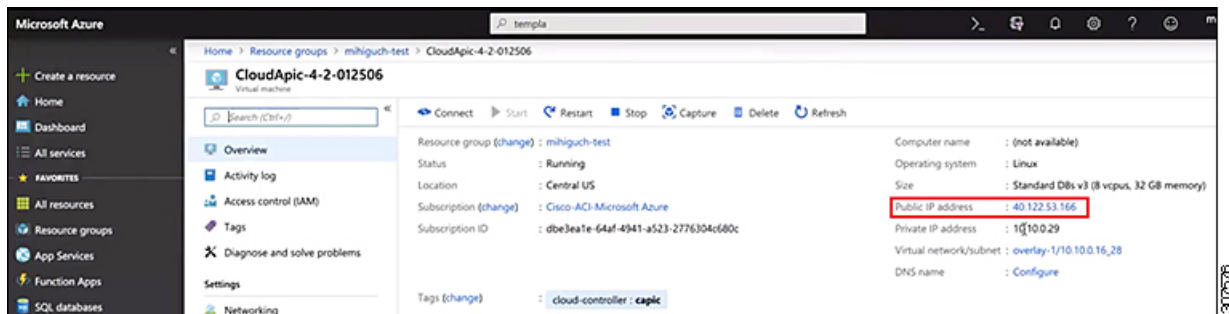 Microsoft Azure
templa
m
Home > Resource groups > mihiguch-test > CloudApic-4-2-012506
Create a resource
Home
Dashboard
All services
FAVORITES
All resources
Resource groups
App Services
Function Apps
SQL databases
CloudApic-4-2-012506
Virtual machine
Search (Ctrl+/)
Overview
Activity log
Access control (IAM)
Tags
Diagnose and solve problems
Settings
Networking
Connect Start Restart Stop Capture Delete Refresh
Resource group (change) : mihiguch-test
Status : Running
Location : Central US
Subscription (change) : Cisco-ACI-Microsoft Azure
Subscription ID : dbe3ea1e-64af-4941-a523-2776304c680c
Tags (change) : cloud-controller : capic
Computer name : (not available)
Operating system : Linux
Size : Standard D8s v3 (8 vcpus, 32 GB memory)
Public IP address : 40.122.53.166
Private IP address : 10.10.0.29
Virtual network/subnet : overlay-1/10.10.0.16_28
DNS name : Configure
302576